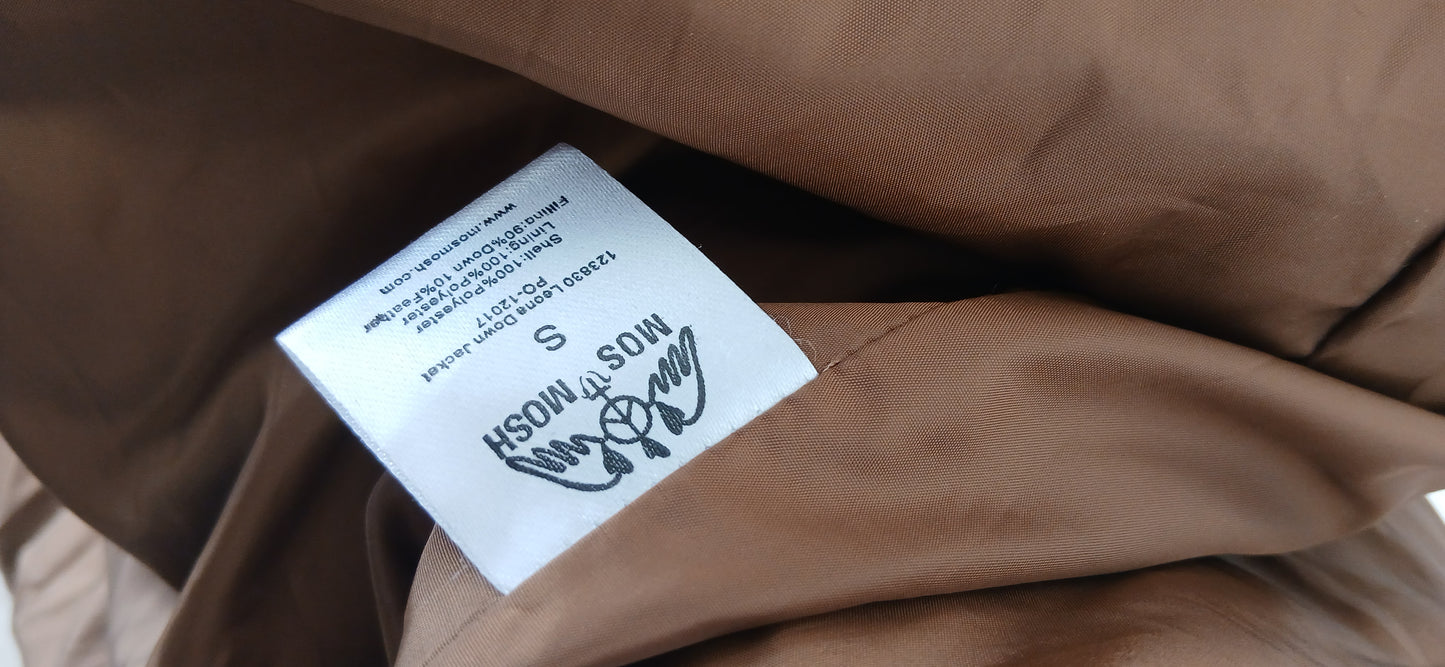 MOS MOSH
S
PO-12017
123830 Leona Down Jacket
Shell:100%Polyester
Lining:100%Polyester
Filling:90%Down 10%Feather
www.mosmosh.com